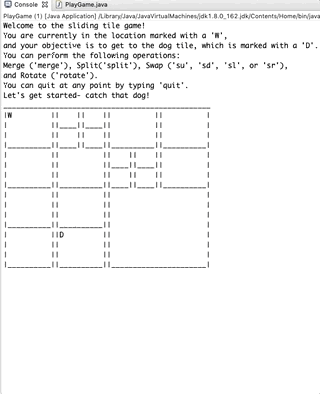 Console PlayGame.java
PlayGame (1) [Java Application] /Library/Java/JavaVirtualMachines/jdk1.8.0_162.jdk/Contents/Home/bin/java
Welcome to the sliding tile game!
You are currently in the location marked with a 'W',
and your objective is to get to the dog tile, which is marked with a 'D'.
You can perform the following operations:
Merge ('merge'), Split('split'), Swap ('su', 'sd', 'sl', or 'sr'),
and Rotate ('rotate').
You can quit at any point by typing 'quit'.
Let's get started- catch that dog!
W
D